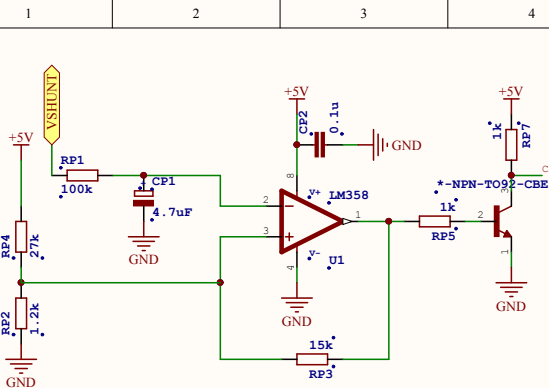 1 2 3 4
VSHUNT
+5V
RP1
100k
CP1
4.7uF
GND
RP4
27k
RP2
1.2k
GND
+5V
CP2
0.1u
GND
8
V+
LM358
2
3
1
V-
4
U1
GND
15k
RP3
1k
RP5
+5V
1k
RP7
*-NPN-TO92-CBE
3
2
1
GND